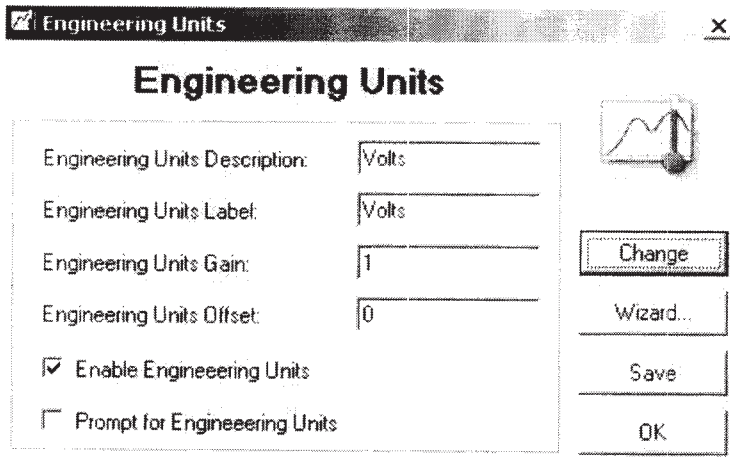 Engineering Units
Engineering Units
Engineering Units Description: Volts
Engineering Units Label: Volts
Engineering Units Gain: 1
Engineering Units Offset: 0
Enable Engineeering Units
Prompt for Engineeering Units
Change
Wizard...
Save
OK